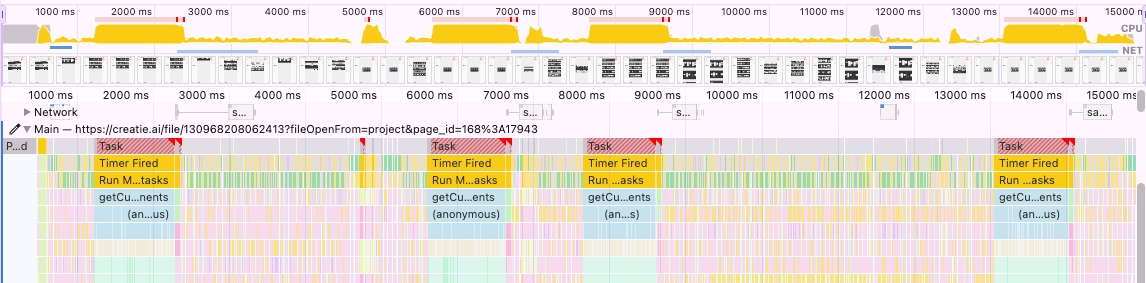 1000 ms 2000 ms 3000 ms 4000 ms 5000 ms 6000 ms 7000 ms 8000 ms 9000 ms 10000 ms 11000 ms 12000 ms 13000 ms 14000 ms 15000 m
CPU
NET
1000 ms 2000 ms 3000 ms 4000 ms 5000 ms 6000 ms 7000 ms 8000 ms 9000 ms 10000 ms 11000 ms 12000 ms 13000 ms 14000 ms 15000 ms
Network s... s... s... sa...
Main — https://creatie.ai/file/130968208062413?fileOpenFrom=project&page_id=168%3A17943
P...d Task Task Task Task
Timer Fired Timer Fired Timer Fired Timer Fired
Run M...tasks Run M...asks Run ...asks Run ...asks
getCu...nents getCu...ents getCu...ents getCu...ents
(an...us) (anonymous) (an...s) (an...us)